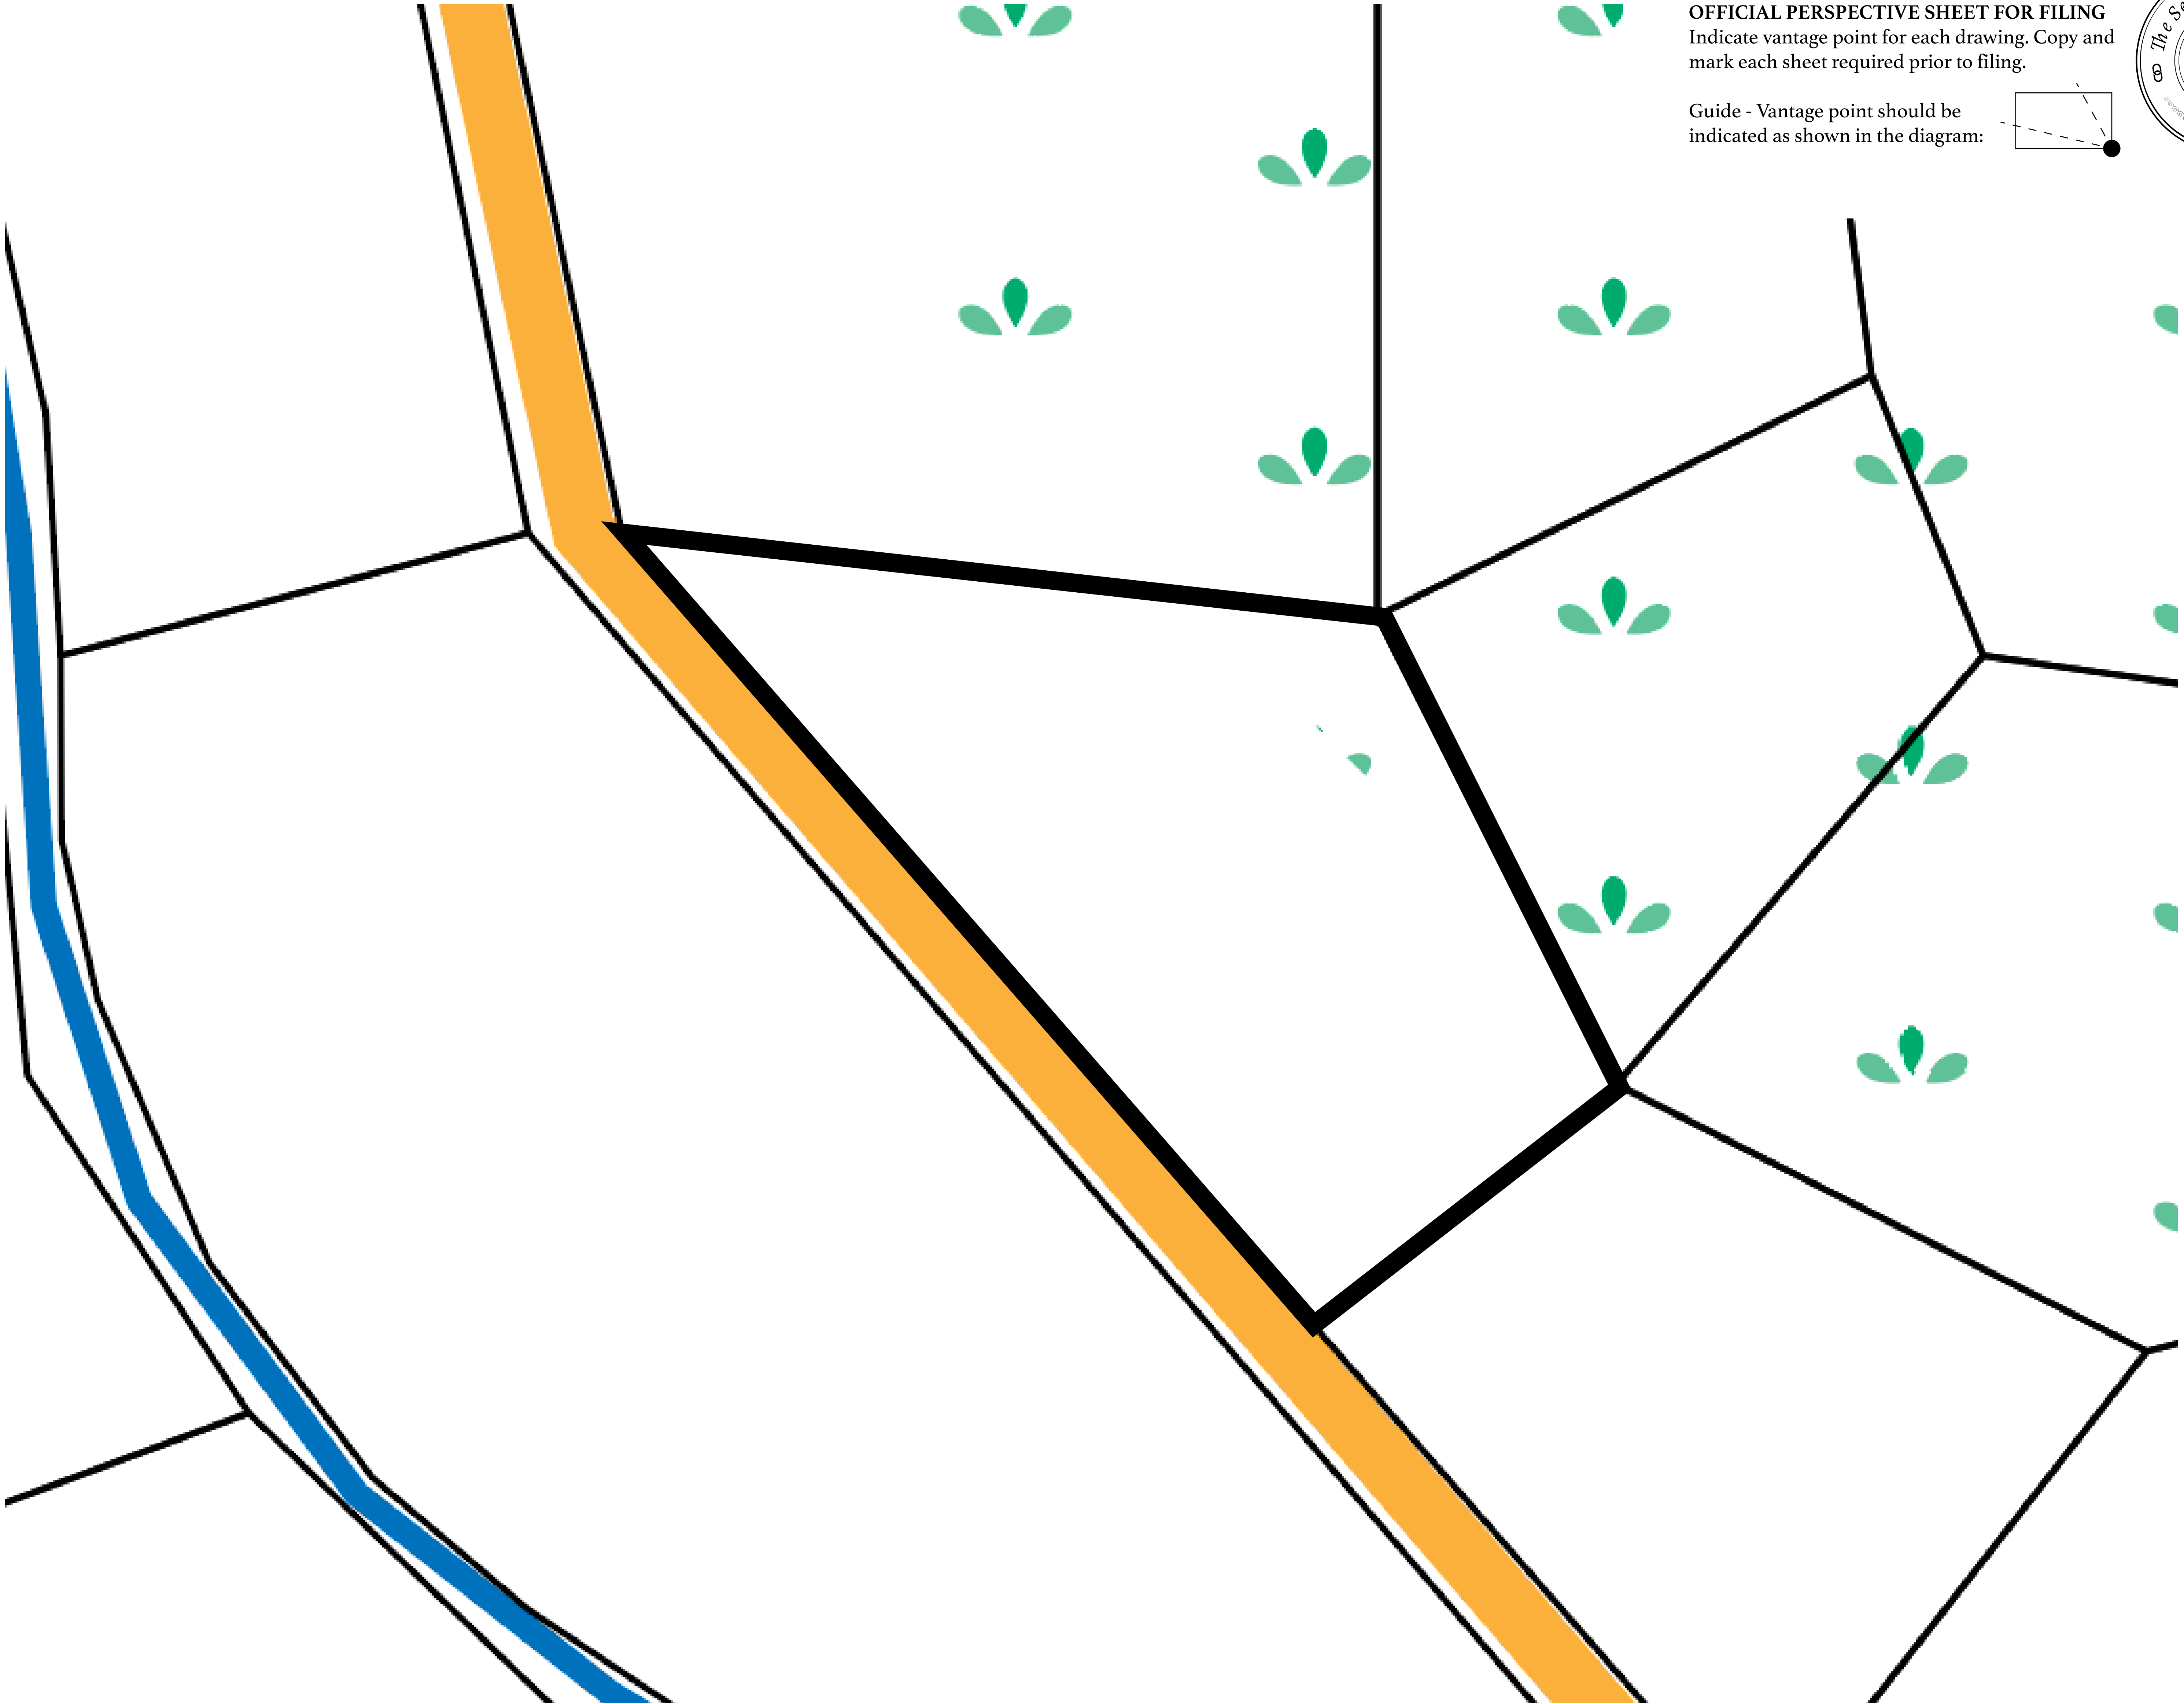 OFFICIAL PERSPECTIVE SHEET FOR FILING
Indicate vantage point for each drawing. Copy and
mark each sheet required prior to filing.
Guide - Vantage point should be
indicated as shown in the diagram:
The